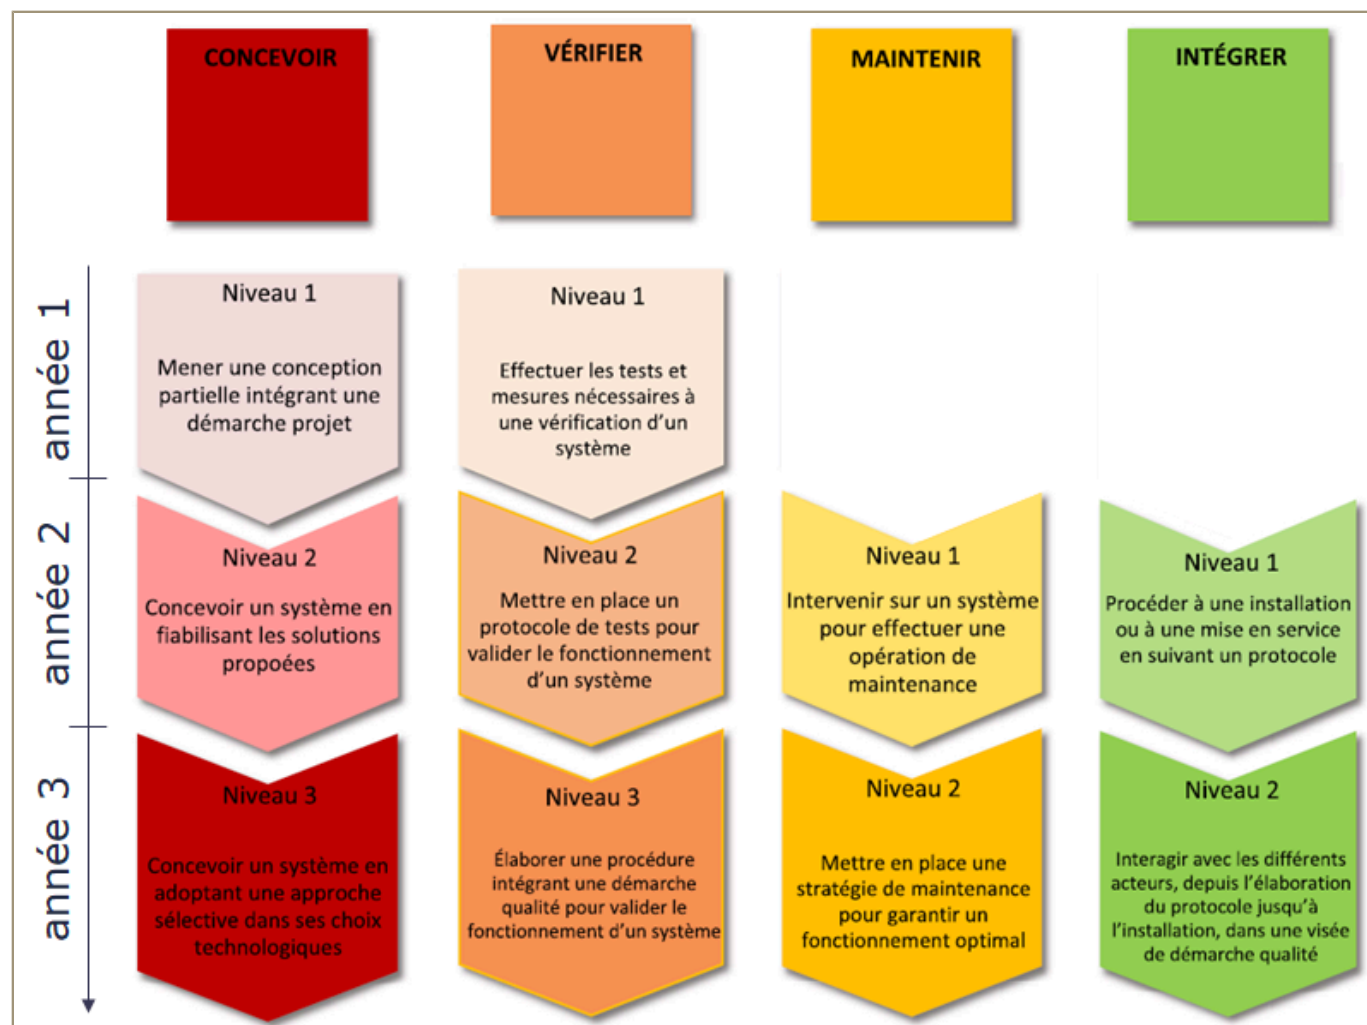 CONCEVOIR
VÉRIFIER
MAINTENIR
INTÉGRER
année 1
Niveau 1
Mener une conception
partielle intégrant une
démarche projet
Niveau 1
Effectuer les tests et
mesures nécessaires à
une vérification d'un
système
année 2
Niveau 2
Concevoir un système en
fiabilisant les solutions
propoées
Niveau 2
Mettre en place un
protocole de tests pour
valider le fonctionnement
d'un système
Niveau 1
Intervenir sur un système
pour effectuer une
opération de
maintenance
Niveau 1
Procéder à une installation
ou à une mise en service
en suivant un protocole
année 3
Niveau 3
Concevoir un système en
adoptant une approche
sélective dans ses choix
technologiques
Niveau 3
Élaborer une procédure
intégrant une démarche
qualité pour valider le
fonctionnement d'un système
Niveau 2
Mettre en place une
stratégie de maintenance
pour garantir un
fonctionnement optimal
Niveau 2
Interagir avec les différents
acteurs, depuis l'élaboration
du protocole jusqu'à
l'installation, dans une visée
de démarche qualité